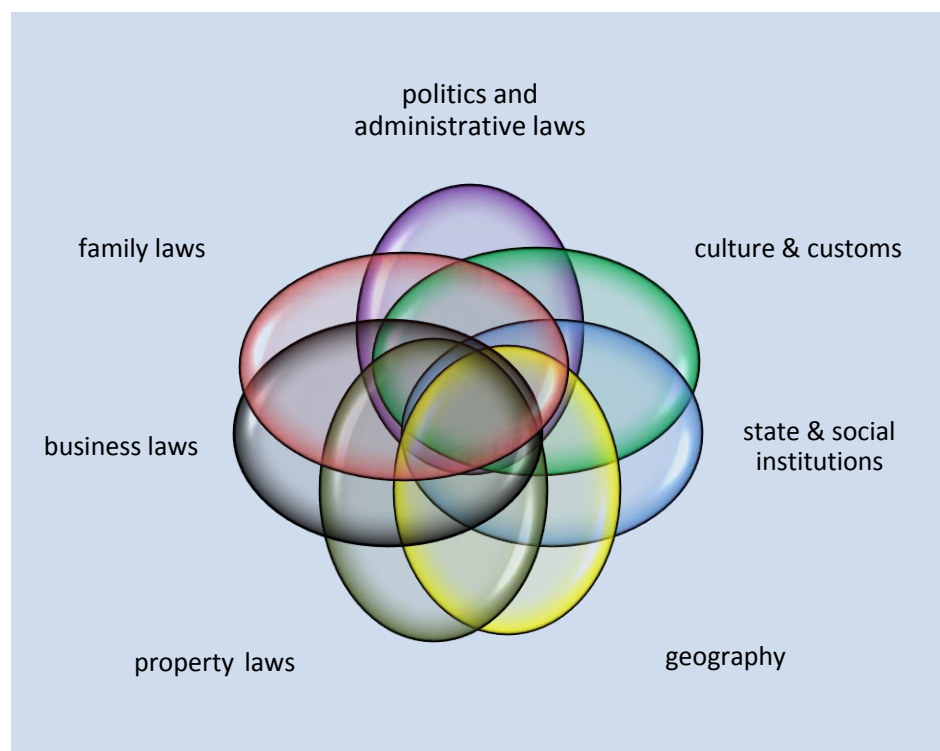 politics and
administrative laws
family laws
culture & customs
business laws
state & social
institutions
property laws
geography